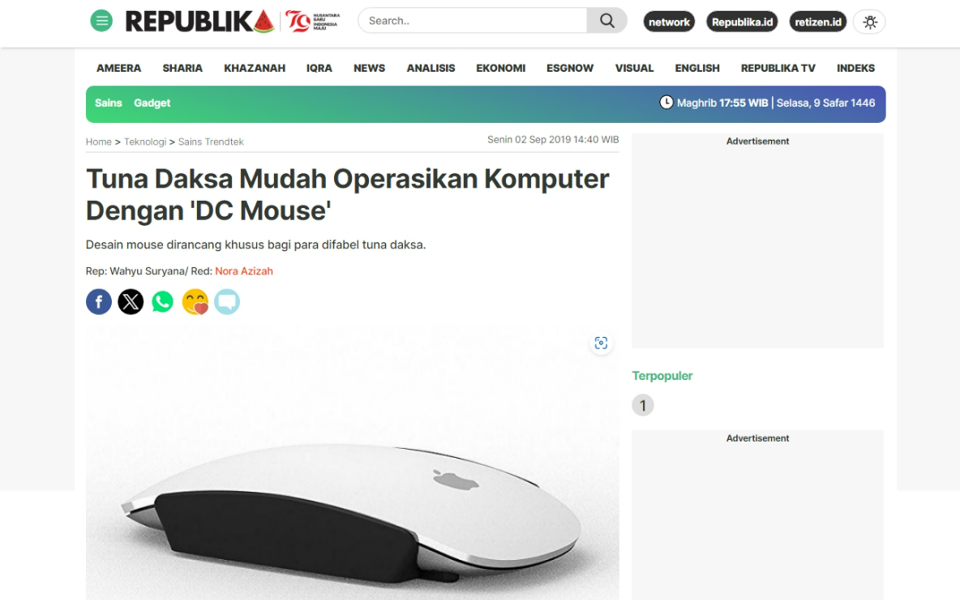 REPUBLIKA
79 NUSANTARA
BARU
INDONESIA
MAJU
Search...
network
Republika.id
retizen.id
AMEERA SHARIA KHAZANAH IQRA NEWS ANALISIS EKONOMI ESGNOW VISUAL ENGLISH REPUBLIKA TV INDEKS
Sains Gadget
Maghrib 17:55 WIB | Selasa, 9 Safar 1446
Home > Teknologi > Sains Trendtek
Senin 02 Sep 2019 14:40 WIB
Tuna Daksa Mudah Operasikan Komputer
Dengan 'DC Mouse'
Desain mouse dirancang khusus bagi para difabel tuna daksa.
Rep: Wahyu Suryana/ Red: Nora Azizah
Advertisement
Terpopuler
1
Advertisement